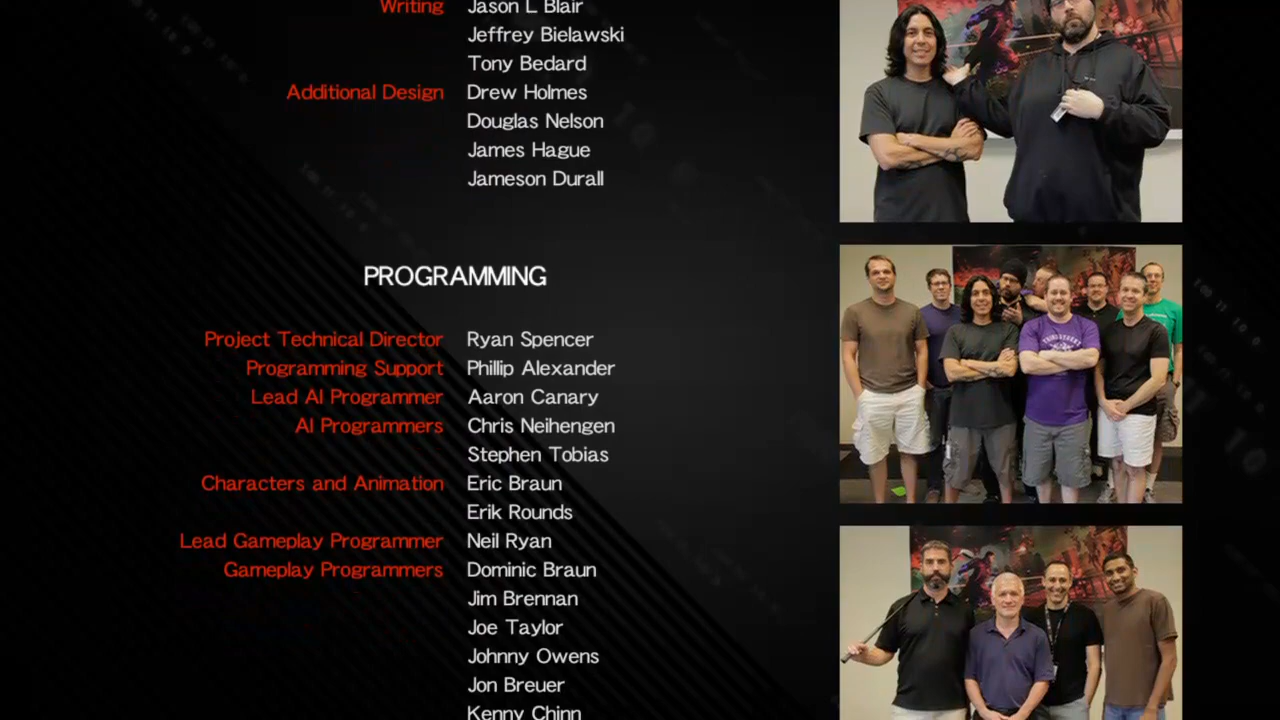 Writing Jason L Blair
Jeffrey Bielawski
Tony Bedard
Additional Design Drew Holmes
Douglas Nelson
James Hague
Jameson Durall
PROGRAMMING
Project Technical Director Ryan Spencer
Programming Support Phillip Alexander
Lead AI Programmer Aaron Canary
AI Programmers Chris Neihengen
Stephen Tobias
Characters and Animation Eric Braun
Erik Rounds
Lead Gameplay Programmer Neil Ryan
Gameplay Programmers Dominic Braun
Jim Brennan
Joe Taylor
Johnny Owens
Jon Breuer
Kenny Chinn